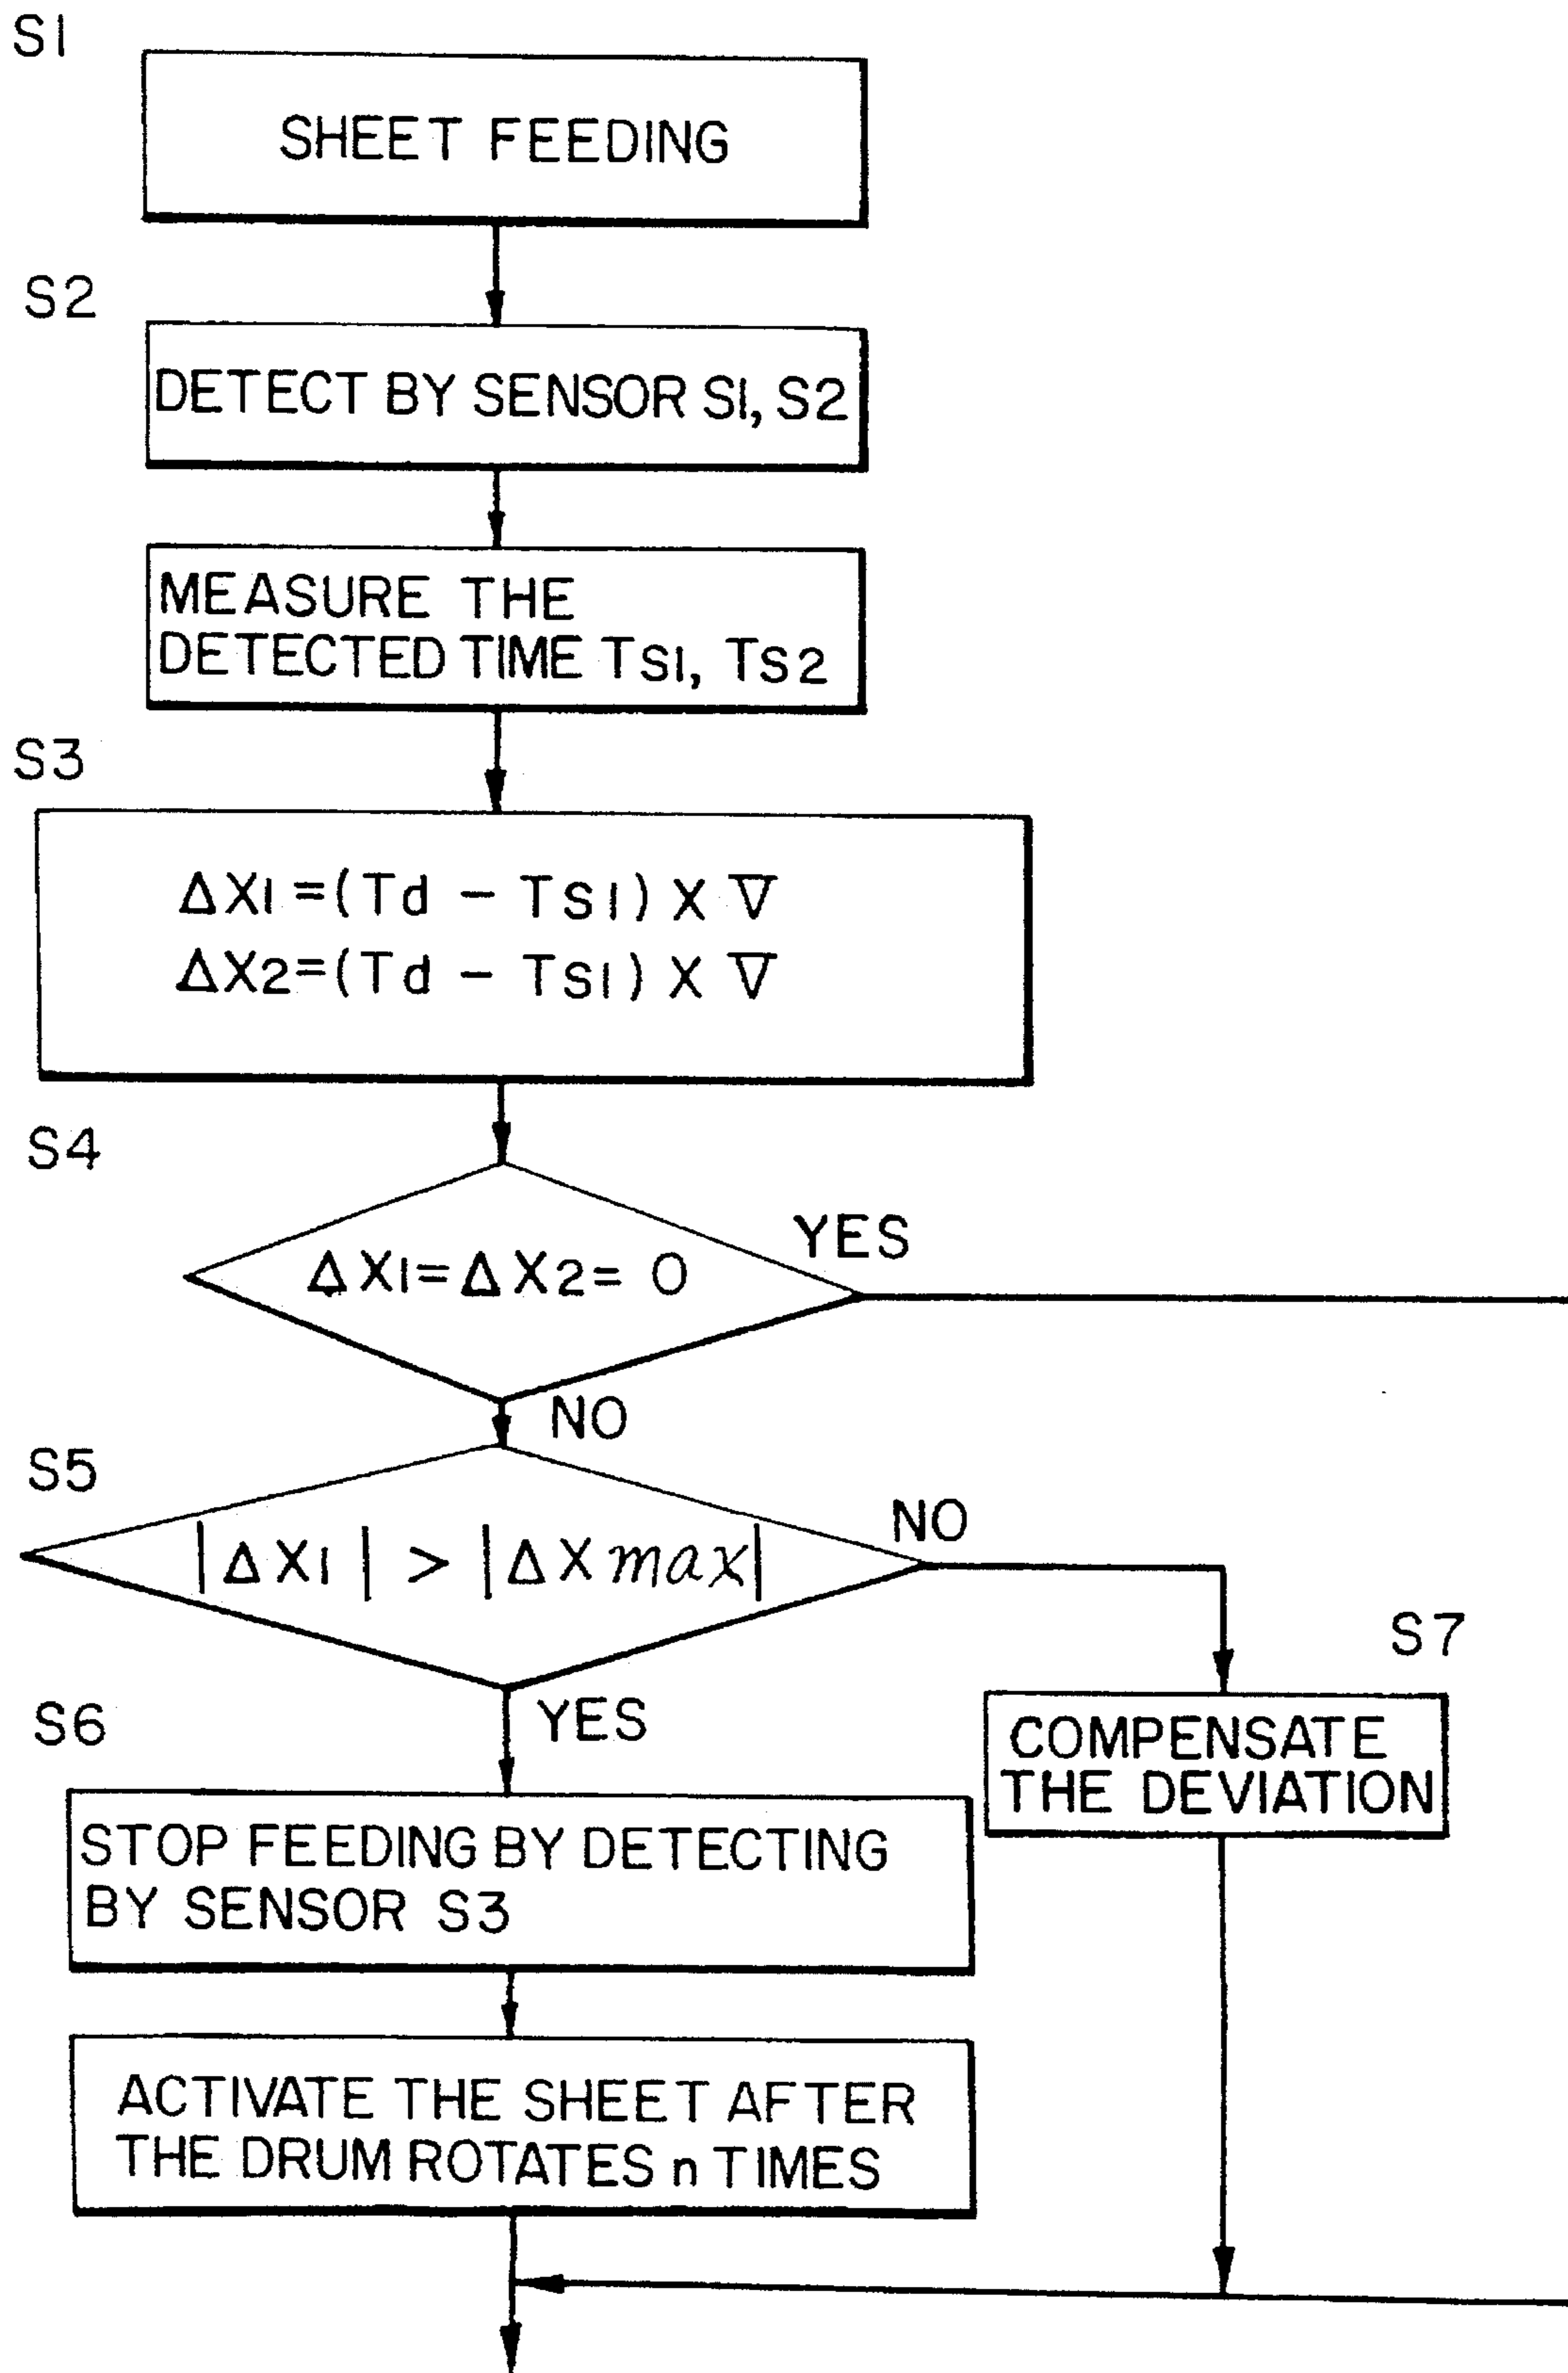 S1
SHEET FEEDING
S2
DETECT BY SENSOR S1, S2
MEASURE THE
DETECTED TIME TS1, TS2
S3
ΔX1=(Td - TS1) X ∇
ΔX2=(Td - TS1) X ∇
S4
ΔX1=ΔX2= 0
YES
NO
S5
|ΔX1| > |ΔX max|
NO
YES
S7
COMPENSATE
THE DEVIATION
S6
STOP FEEDING BY DETECTING
BY SENSOR S3
ACTIVATE THE SHEET AFTER
THE DRUM ROTATES n TIMES